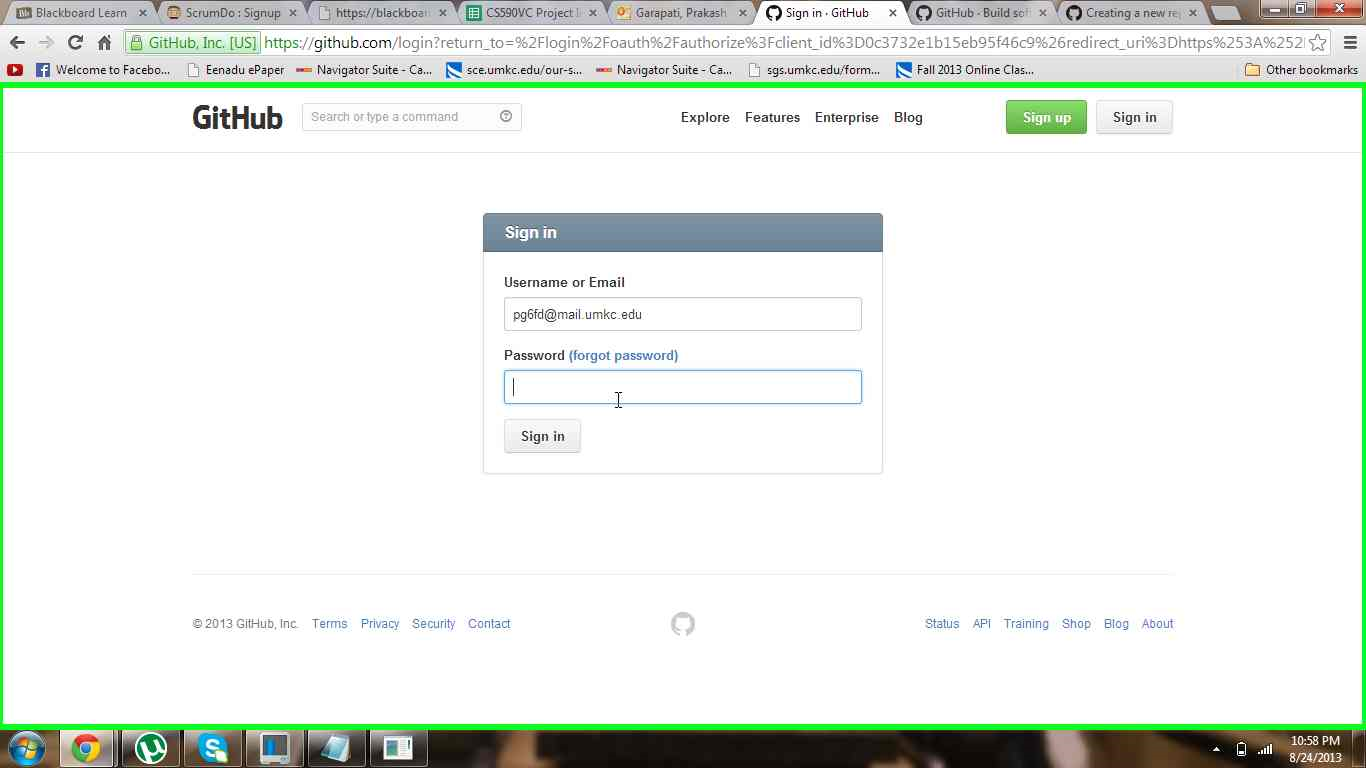 Blackboard Learn
ScrumDo : Signup
https://blackboar
CS590VC Project I
Garapati, Prakash
Sign in · GitHub
GitHub · Build sof
Creating a new re
GitHub, Inc. [US] https://github.com/login?return_to=%2Flogin%2Foauth%2Fauthorize%3Fclient_id%3D0c3732e1b15eb95f46c9%26redirect_uri%3Dhttps%253A%252
Welcome to Facebo...
Eenadu ePaper
Navigator Suite - Ca...
sce.umkc.edu/our-s...
Navigator Suite - Ca...
sgs.umkc.edu/form...
Fall 2013 Online Clas...
Other bookmarks
GitHub
Search or type a command
Explore Features Enterprise Blog
Sign up
Sign in
Sign in
Username or Email
pg6fd@mail.umkc.edu
Password (forgot password)
Sign in
© 2013 GitHub, Inc. Terms Privacy Security Contact
Status API Training Shop Blog About
10:58 PM
8/24/2013